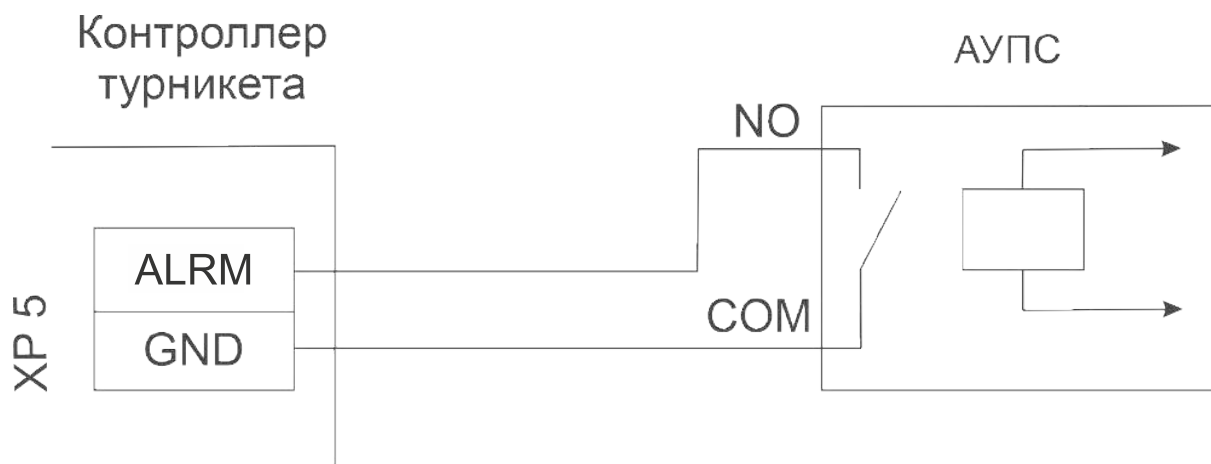 Контроллер
турникета
АУПС
NO
ALRM
COM
GND
XP 5